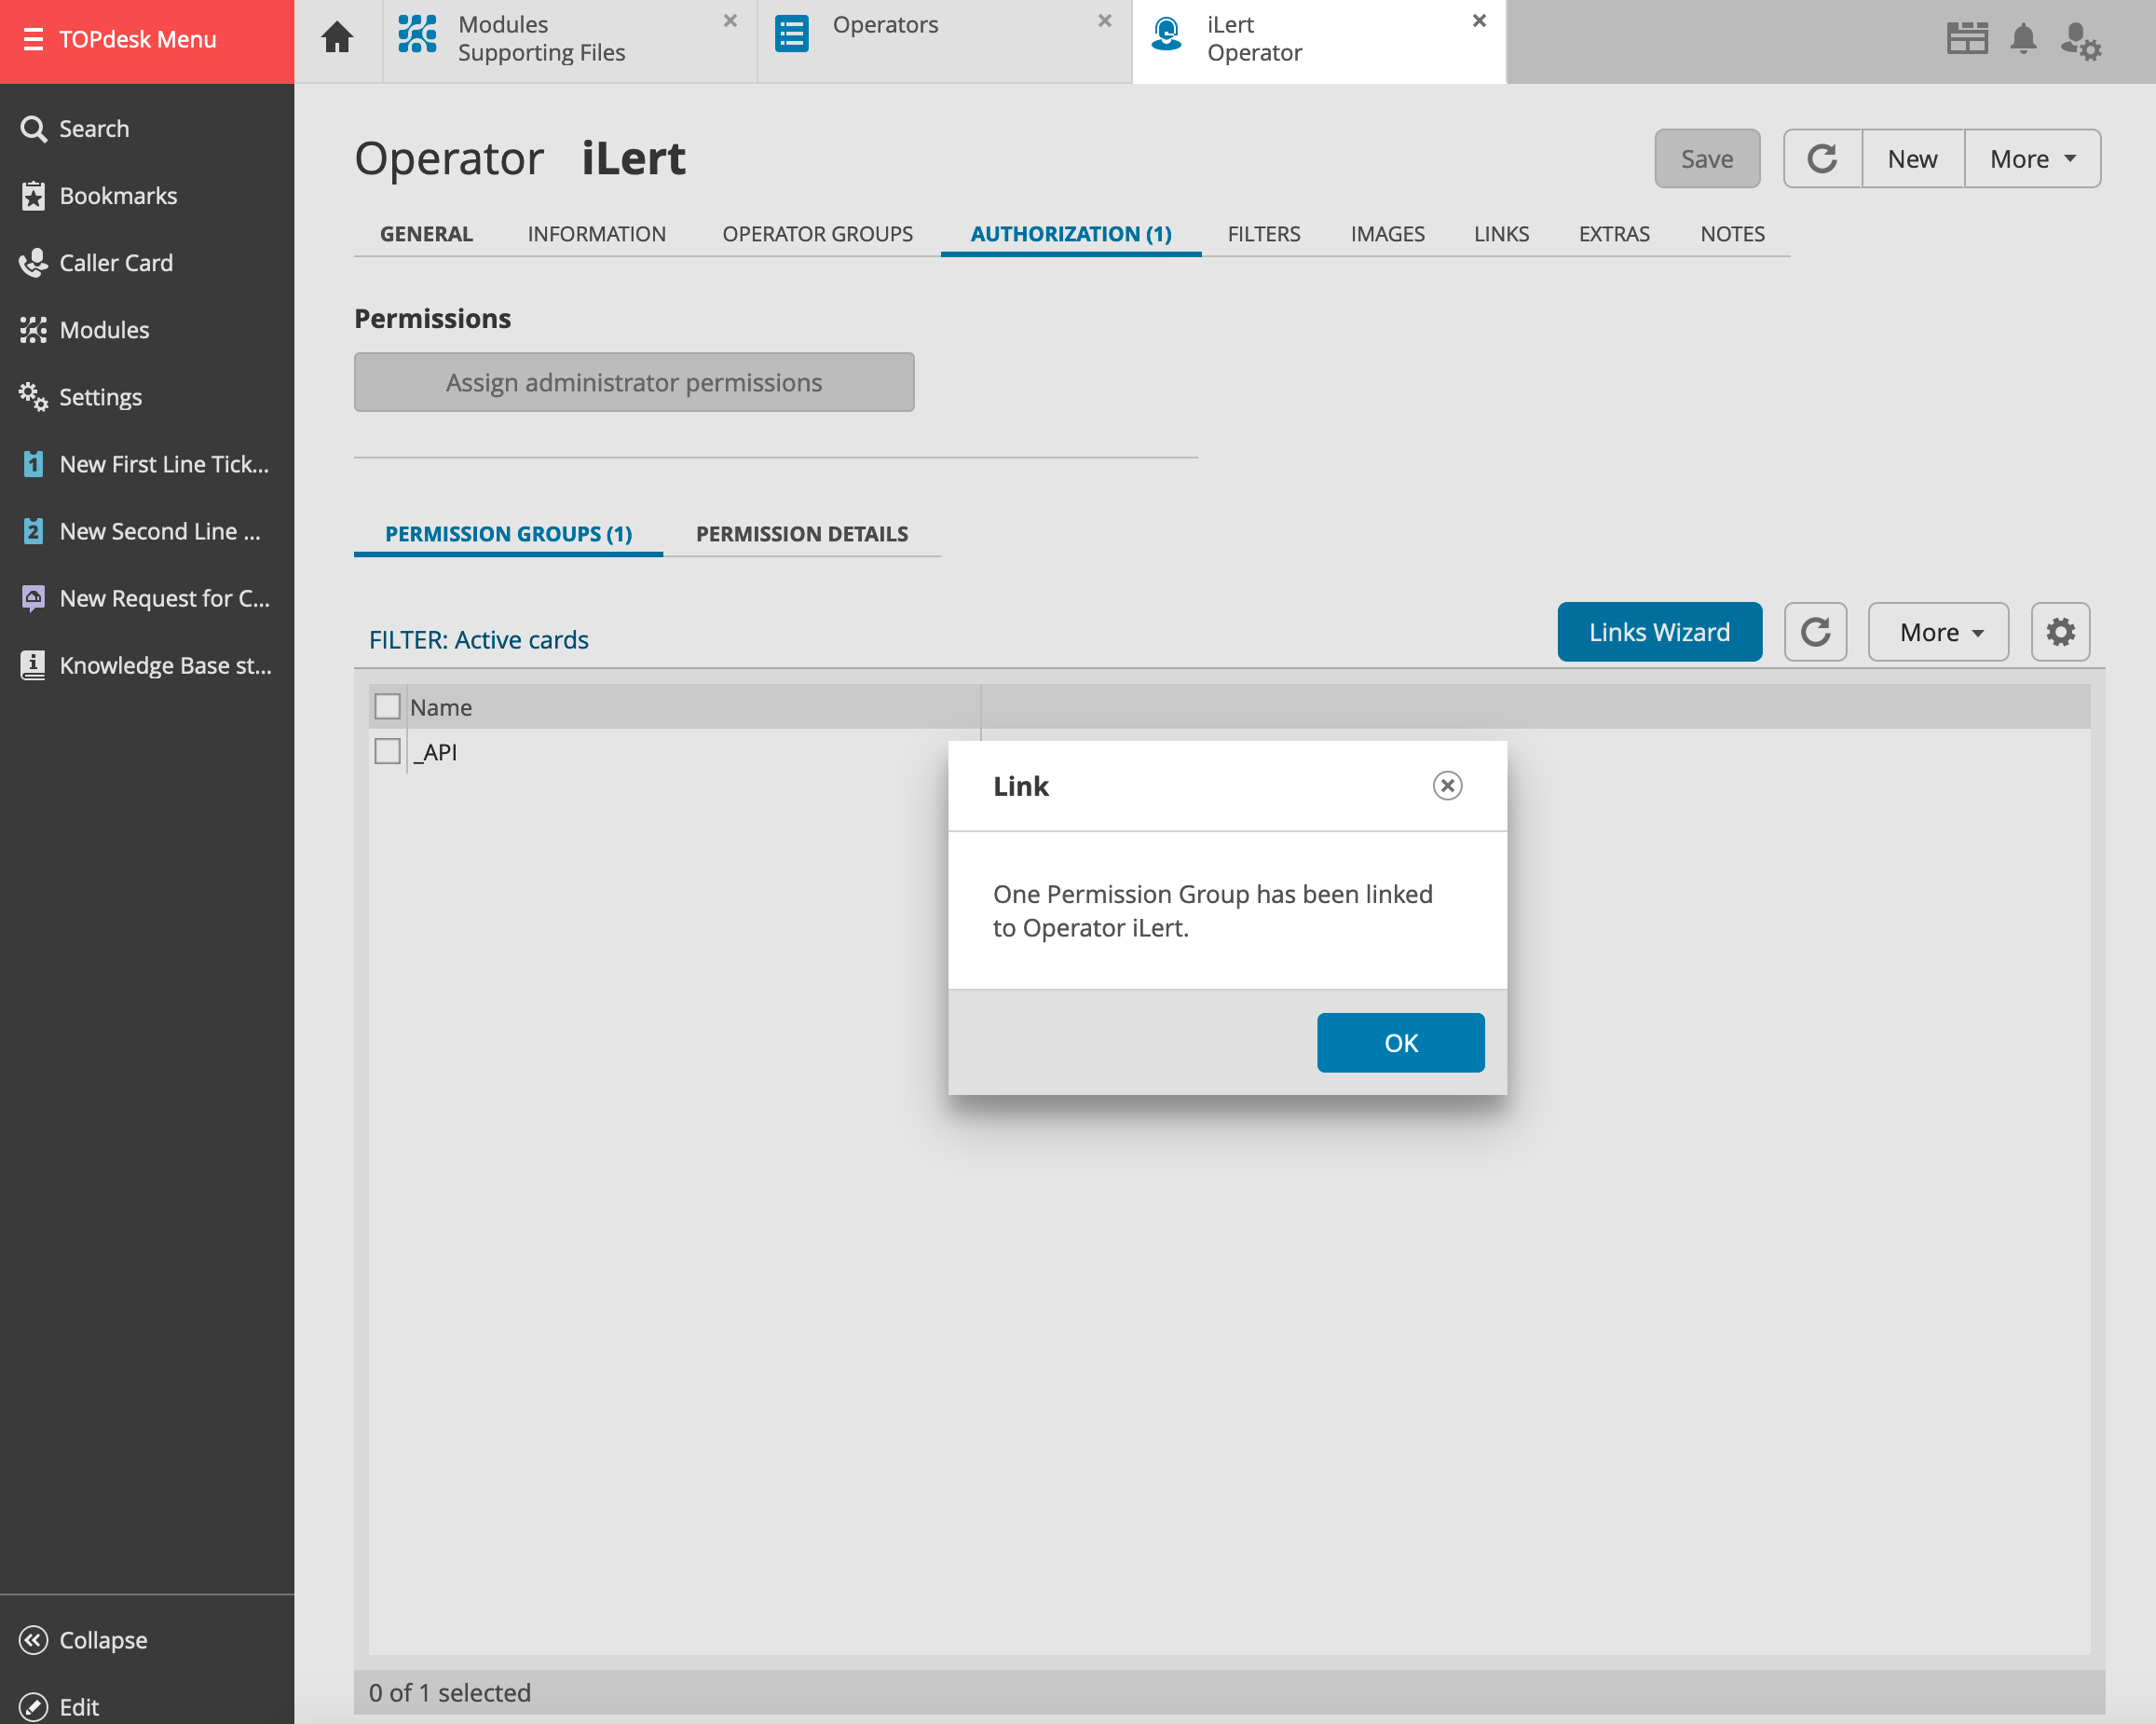 TOPdesk Menu
Modules
Supporting Files
Operators
iLert
Operator
Search
Bookmarks
Caller Card
Modules
Settings
New First Line Tick...
New Second Line ...
New Request for C...
Knowledge Base st...
Collapse
Edit
Operator iLert
Save
New
More
GENERAL
INFORMATION
OPERATOR GROUPS
AUTHORIZATION (1)
FILTERS
IMAGES
LINKS
EXTRAS
NOTES
Permissions
Assign administrator permissions
PERMISSION GROUPS (1)
PERMISSION DETAILS
FILTER: Active cards
Links Wizard
More
Name
_API
Link
One Permission Group has been linked
to Operator iLert.
OK
0 of 1 selected